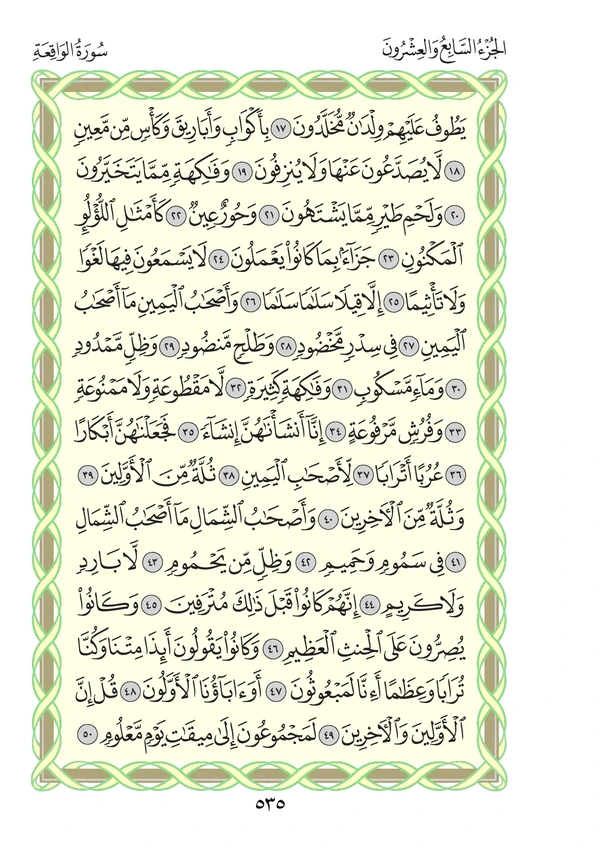 الجُزْءُ السَّابِعُ وَالعِشْرُونَ
سُورَةُ الوَاقِعَةِ
يَطُوفُ عَلَيْهِمْ وِلْدَٰنٌ مُّخَلَّدُونَ ١٧ بِأَكْوَابٍ وَأَبَارِيقَ وَكَأْسٍ مِّن مَّعِينٍ
١٨ لَّا يُصَدَّعُونَ عَنْهَا وَلَا يُنزِفُونَ ١٩ وَفَٰكِهَةٍ مِّمَّا يَتَخَيَّرُونَ
٢٠ وَلَحْمِ طَيْرٍ مِّمَّا يَشْتَهُونَ ٢١ وَحُورٌ عِينٌ ٢٢ كَأَمْثَٰلِ ٱللُّؤْلُؤِ
ٱلْمَكْنُونِ ٢٣ جَزَآءًۢ بِمَا كَانُوا۟ يَعْمَلُونَ ٢٤ لَا يَسْمَعُونَ فِيهَا لَغْوًا
وَلَا تَأْثِيمًا ٢٥ إِلَّا قِيلًا سَلَٰمًا سَلَٰمًا ٢٦ وَأَصْحَٰبُ ٱلْيَمِينِ مَآ أَصْحَٰبُ
ٱلْيَمِينِ ٢٧ فِى سِدْرٍ مَّخْضُودٍ ٢٨ وَطَلْحٍ مَّنضُودٍ ٢٩ وَظِلٍّ مَّمْدُودٍ
٣٠ وَمَآءٍ مَّسْكُوبٍ ٣١ وَفَٰكِهَةٍ كَثِيرَةٍ ٣٢ لَّا مَقْطُوعَةٍ وَلَا مَمْنُوعَةٍ
٣٣ وَفُرُشٍ مَّرْفُوعَةٍ ٣٤ إِنَّآ أَنشَأْنَٰهُنَّ إِنشَآءً ٣٥ فَجَعَلْنَٰهُنَّ أَبْكَارًا
٣٦ عُرُبًا أَتْرَابًا ٣٧ لِّأَصْحَٰبِ ٱلْيَمِينِ ٣٨ ثُلَّةٌ مِّنَ ٱلْأَوَّلِينَ ٣٩
وَثُلَّةٌ مِّنَ ٱلْـَٔاخِرِينَ ٤٠ وَأَصْحَٰبُ ٱلشِّمَالِ مَآ أَصْحَٰبُ ٱلشِّمَالِ
٤١ فِى سَمُومٍ وَحَمِيمٍ ٤٢ وَظِلٍّ مِّن يَحْمُومٍ ٤٣ لَّا بَارِدٍ
وَلَا كَرِيمٍ ٤٤ إِنَّهُمْ كَانُوا۟ قَبْلَ ذَٰلِكَ مُتْرَفِينَ ٤٥ وَكَانُوا۟
يُصِرُّونَ عَلَى ٱلْحِنثِ ٱلْعَظِيمِ ٤٦ وَكَانُوا۟ يَقُولُونَ أَئِذَا مِتْنَا وَكُنَّا
تُرَابًا وَعِظَٰمًا أَءِنَّا لَمَبْعُوثُونَ ٤٧ أَوَءَابَآؤُنَا ٱلْأَوَّلُونَ ٤٨ قُلْ إِنَّ
ٱلْأَوَّلِينَ وَٱلْـَٔاخِرِينَ ٤٩ لَمَجْمُوعُونَ إِلَىٰ مِيقَٰتِ يَوْمٍ مَّعْلُومٍ ٥٠
٥٣٥